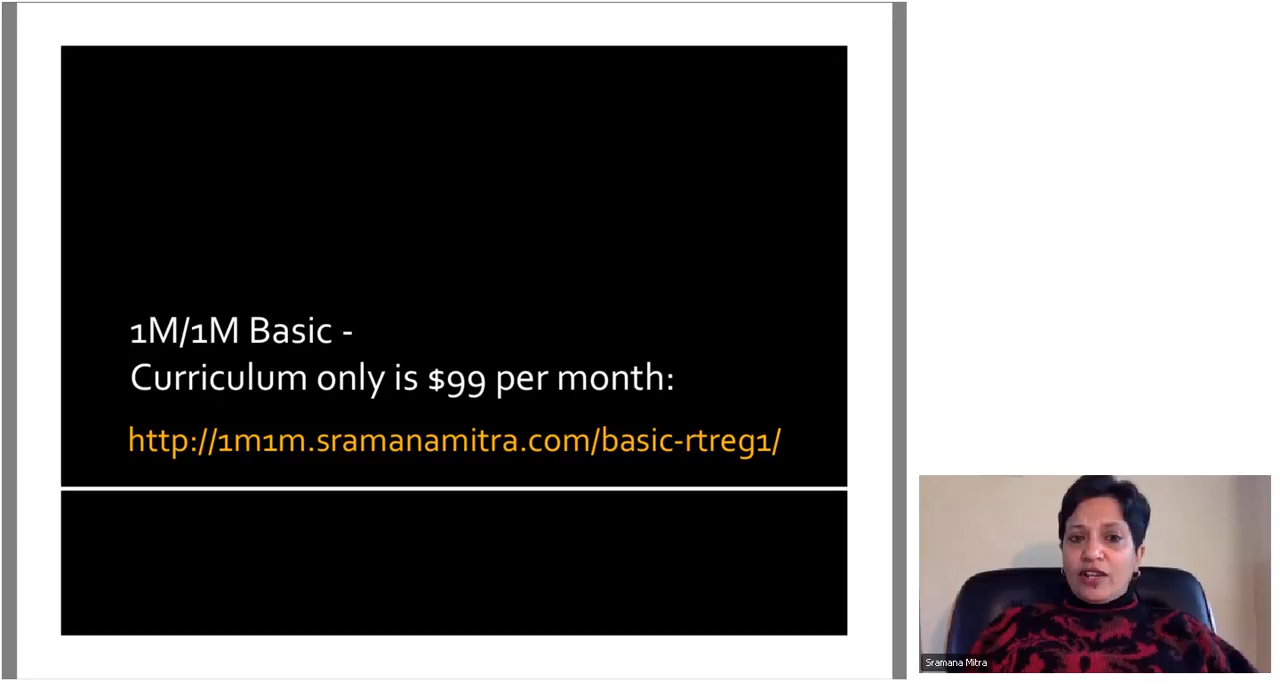 1M/1M Basic -
Curriculum only is $99 per month:
http://1m1m.sramanamitra.com/basic-rtreg1/
Sramana Mitra